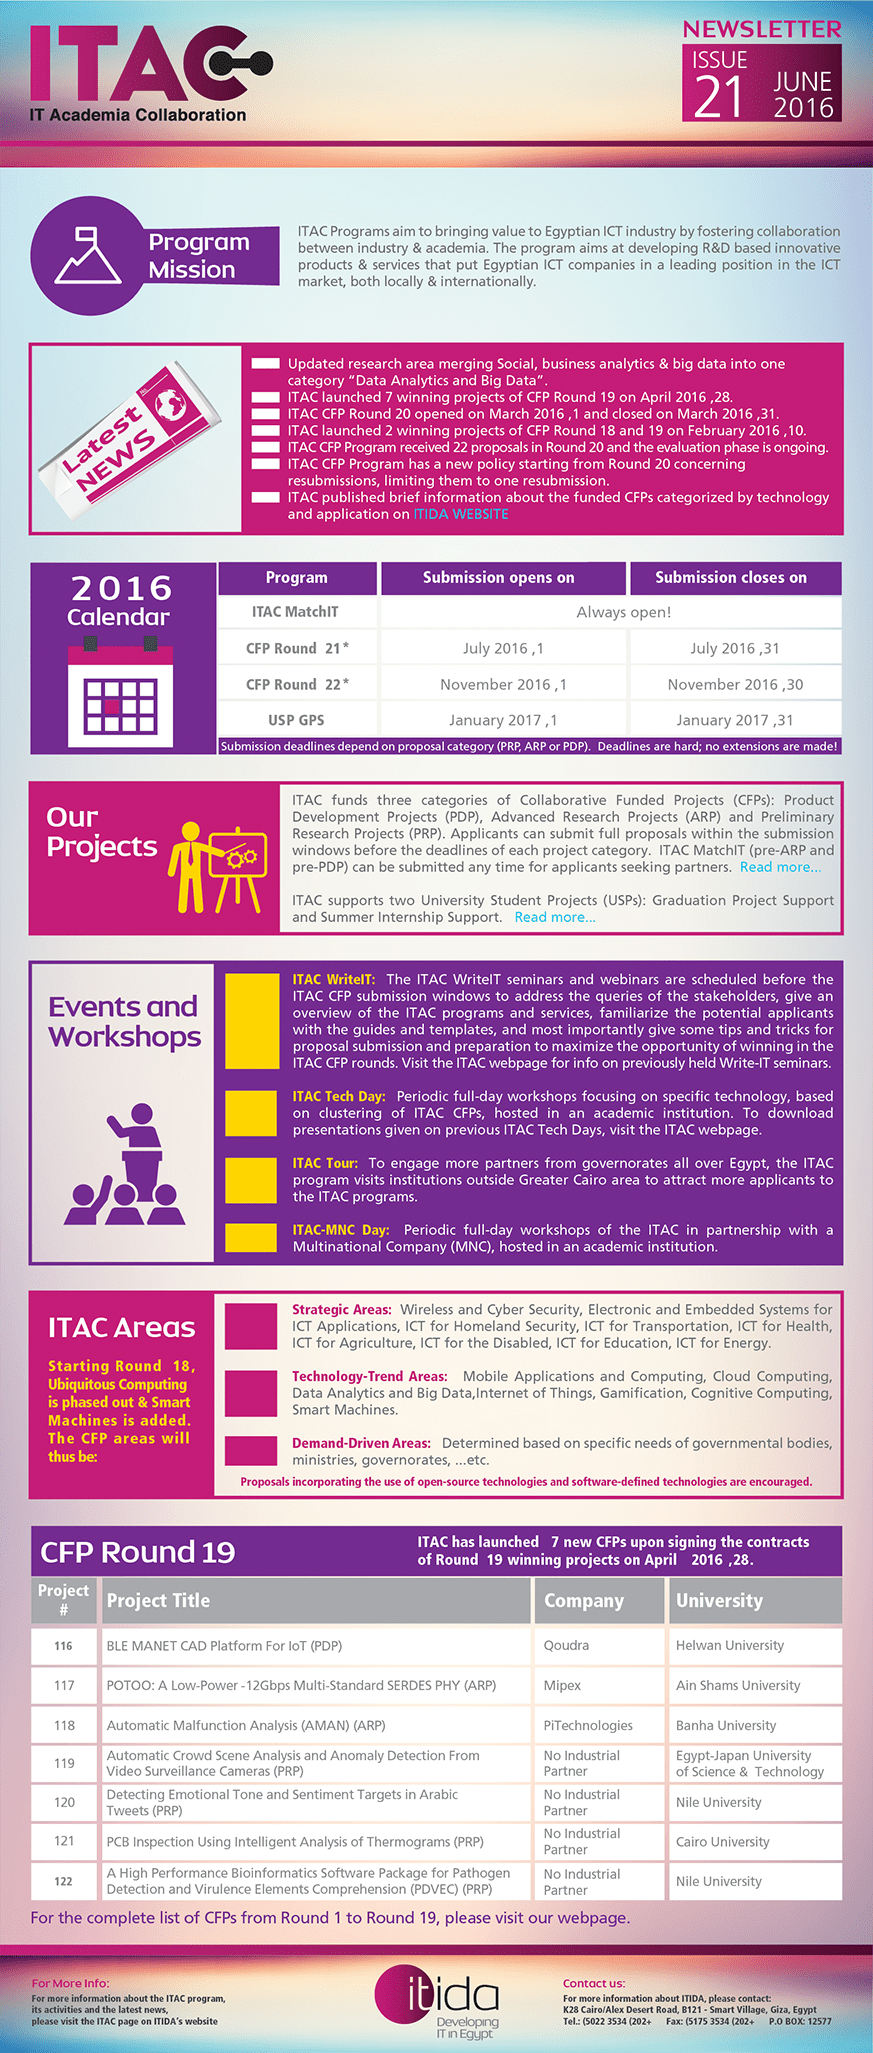 ITAC
IT Academia Collaboration
NEWSLETTER
ISSUE
21
JUNE
2016
Program
Mission
ITAC Programs aim to bringing value to Egyptian ICT industry by fostering collaboration
between industry & academia. The program aims at developing R&D based innovative
products & services that put Egyptian ICT companies in a leading position in the ICT
market, both locally & internationally.
Latest
NEWS
Updated research area merging Social, business analytics & big data into one
category “Data Analytics and Big Data”.
ITAC launched 7 winning projects of CFP Round 19 on April 2016 ,28.
ITAC CFP Round 20 opened on March 2016 ,1 and closed on March 2016 ,31.
ITAC launched 2 winning projects of CFP Round 18 and 19 on February 2016 ,10.
ITAC CFP Program received 22 proposals in Round 20 and the evaluation phase is ongoing.
ITAC CFP Program has a new policy starting from Round 20 concerning
resubmissions, limiting them to one resubmission.
ITAC published brief information about the funded CFPs categorized by technology
and application on ITIDA WEBSITE
2016
Calendar
Program Submission opens on Submission closes on
ITAC MatchIT Always open!
CFP Round 21* July 2016 ,1 July 2016 ,31
CFP Round 22* November 2016 ,1 November 2016 ,30
USP GPS January 2017 ,1 January 2017 ,31
Submission deadlines depend on proposal category (PRP, ARP or PDP). Deadlines are hard; no extensions are made!
Our
Projects
ITAC funds three categories of Collaborative Funded Projects (CFPs): Product
Development Projects (PDP), Advanced Research Projects (ARP) and Preliminary
Research Projects (PRP). Applicants can submit full proposals within the submission
windows before the deadlines of each project category. ITAC MatchIT (pre-ARP and
pre-PDP) can be submitted any time for applicants seeking partners. Read more...
ITAC supports two University Student Projects (USPs): Graduation Project Support
and Summer Internship Support. Read more...
Events and
Workshops
ITAC WriteIT: The ITAC WriteIT seminars and webinars are scheduled before the
ITAC CFP submission windows to address the queries of the stakeholders, give an
overview of the ITAC programs and services, familiarize the potential applicants
with the guides and templates, and most importantly give some tips and tricks for
proposal submission and preparation to maximize the opportunity of winning in the
ITAC CFP rounds. Visit the ITAC webpage for info on previously held Write-IT seminars.
ITAC Tech Day: Periodic full-day workshops focusing on specific technology, based
on clustering of ITAC CFPs, hosted in an academic institution. To download
presentations given on previous ITAC Tech Days, visit the ITAC webpage.
ITAC Tour: To engage more partners from governorates all over Egypt, the ITAC
program visits institutions outside Greater Cairo area to attract more applicants to
the ITAC programs.
ITAC-MNC Day: Periodic full-day workshops of the ITAC in partnership with a
Multinational Company (MNC), hosted in an academic institution.
ITAC Areas
Starting Round 18,
Ubiquitous Computing
is phased out & Smart
Machines is added.
The CFP areas will
thus be:
Strategic Areas: Wireless and Cyber Security, Electronic and Embedded Systems for
ICT Applications, ICT for Homeland Security, ICT for Transportation, ICT for Health,
ICT for Agriculture, ICT for the Disabled, ICT for Education, ICT for Energy.
Technology-Trend Areas: Mobile Applications and Computing, Cloud Computing,
Data Analytics and Big Data,Internet of Things, Gamification, Cognitive Computing,
Smart Machines.
Demand-Driven Areas: Determined based on specific needs of governmental bodies,
ministries, governorates, ...etc.
Proposals incorporating the use of open-source technologies and software-defined technologies are encouraged.
CFP Round 19
ITAC has launched 7 new CFPs upon signing the contracts
of Round 19 winning projects on April 2016 ,28.
Project
# Project Title Company University
116 BLE MANET CAD Platform For IoT (PDP) Qoudra Helwan University
117 POTOO: A Low-Power -12Gbps Multi-Standard SERDES PHY (ARP) Mipex Ain Shams University
118 Automatic Malfunction Analysis (AMAN) (ARP) PiTechnologies Banha University
119 Automatic Crowd Scene Analysis and Anomaly Detection From
Video Surveillance Cameras (PRP)
No Industrial
Partner
Egypt-Japan University
of Science & Technology
120 Detecting Emotional Tone and Sentiment Targets in Arabic
Tweets (PRP)
No Industrial
Partner
Nile University
121 PCB Inspection Using Intelligent Analysis of Thermograms (PRP)
No Industrial
Partner
Cairo University
122 A High Performance Bioinformatics Software Package for Pathogen
Detection and Virulence Elements Comprehension (PDVEC) (PRP)
No Industrial
Partner
Nile University
For the complete list of CFPs from Round 1 to Round 19, please visit our webpage.
For More Info:
For more information about the ITAC program,
its activities and the latest news,
please visit the ITAC page on ITIDA's website
itida
Developing
IT in Egypt
Contact us:
For more information about ITIDA, please contact:
K28 Cairo/Alex Desert Road, B121 - Smart Village, Giza, Egypt
Tel.: (5022 3534 (202+ Fax: (5175 3534 (202+ P.O BOX: 12577